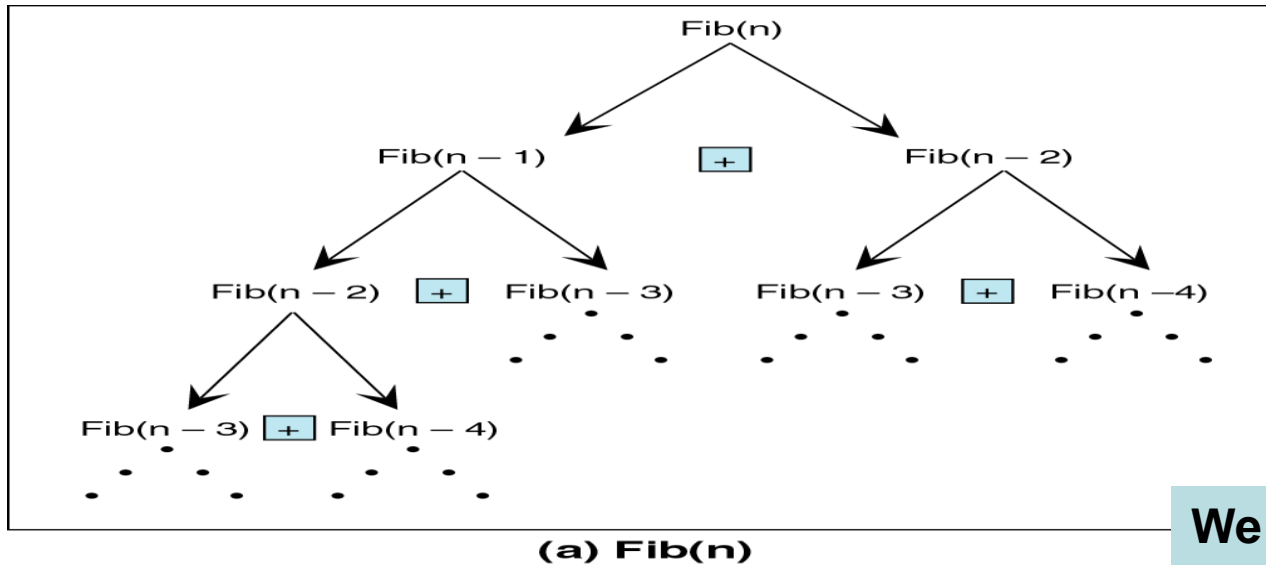 Fib(n)
Fib(n – 1) + Fib(n – 2)
Fib(n – 2) + Fib(n – 3) Fib(n – 3) + Fib(n –4)
Fib(n – 3) + Fib(n – 4)
We
(a) Fib(n)